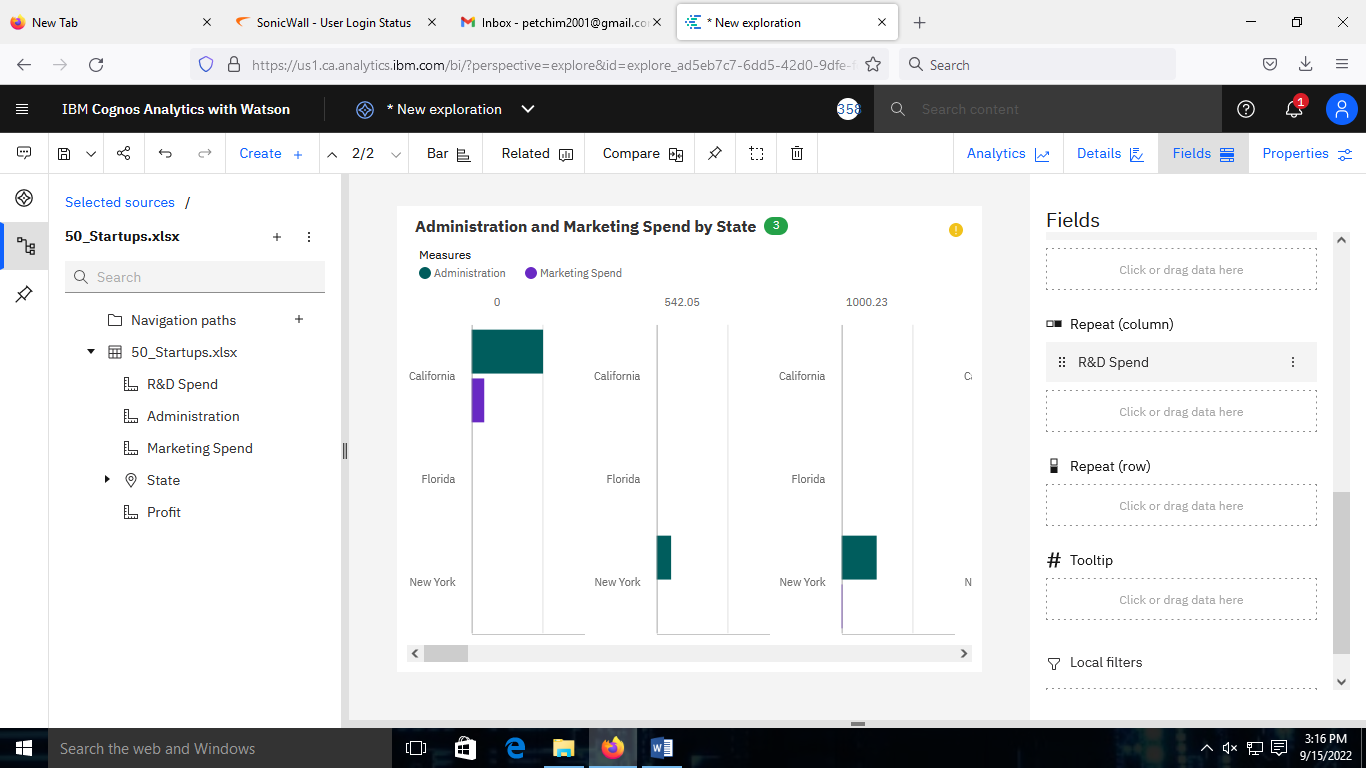 New Tab
SonicWall - User Login Status
Inbox - petchim2001@gmail.co
* New exploration
https://us1.ca.analytics.ibm.com/bi/?perspective=explore&id=explore_ad5eb7c7-6dd5-42d0-9dfe-f
Search
IBM Cognos Analytics with Watson
* New exploration
358
Search content
1
Create +
2/2
Bar
Related
Compare
Analytics
Details
Fields
Properties
Selected sources /
50_Startups.xlsx
Search
Navigation paths
50_Startups.xlsx
R&D Spend
Administration
Marketing Spend
State
Profit
Administration and Marketing Spend by State 3
Measures
Administration Marketing Spend
0 542.05 1000.23
California California California C
Florida Florida Florida
New York New York New York N
Fields
Click or drag data here
Repeat (column)
R&D Spend
Click or drag data here
Repeat (row)
Click or drag data here
# Tooltip
Click or drag data here
Local filters
Search the web and Windows
3:16 PM
9/15/2022